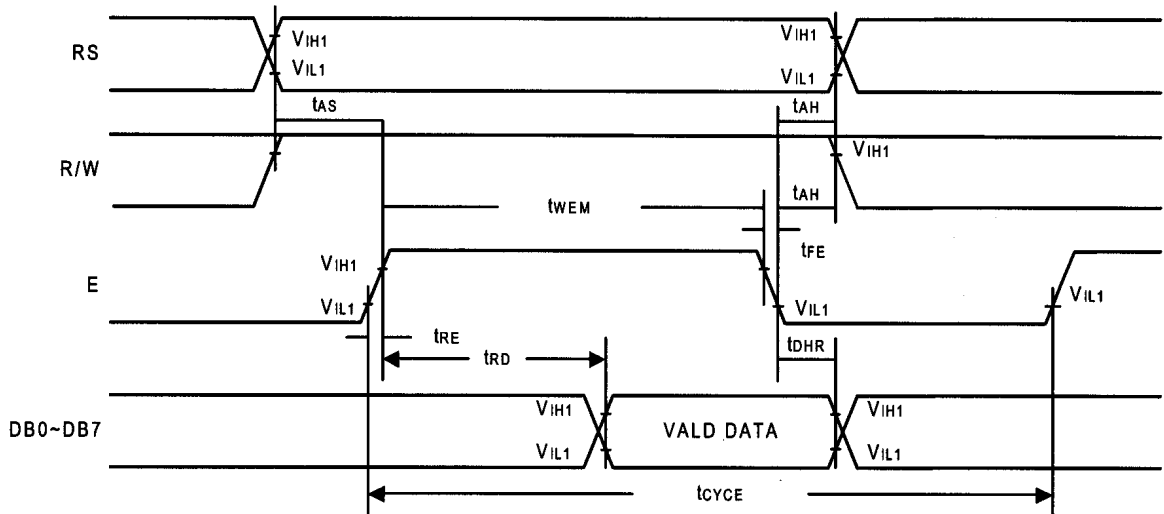 RS
VIH1
VIL1
VIH1
VIL1
tAS
tAH
R/W
VIH1
tWEM
tAH
tFE
E
VIH1
VIL1
VIL1
VIL1
tRE
tRD
tDHR
DB0~DB7
VIH1
VIL1
VALD DATA
VIH1
VIL1
tCYCE